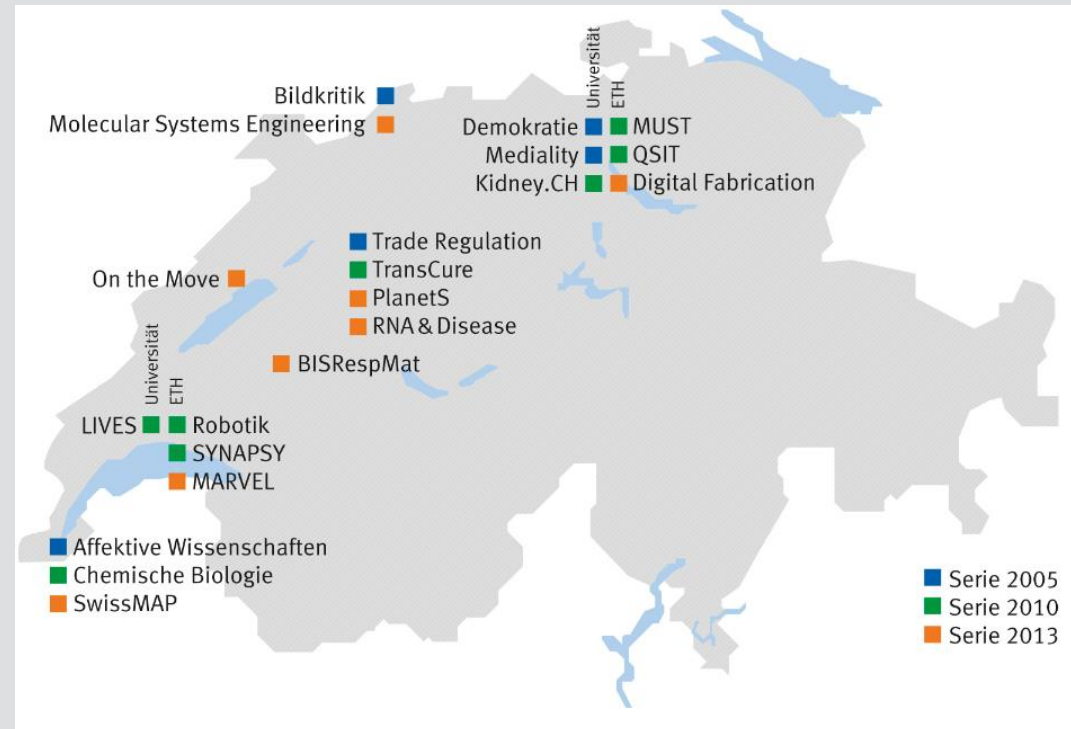 Bildkritik
Molecular Systems Engineering
Universität
ETH
Demokratie
MUST
Mediality
QSIT
Kidney.CH
Digital Fabrication
Trade Regulation
TransCure
PlanetS
RNA & Disease
On the Move
BISRespMat
Universität
ETH
LIVES
Robotik
SYNAPSY
MARVEL
Affektive Wissenschaften
Chemische Biologie
SwissMAP
Serie 2005
Serie 2010
Serie 2013